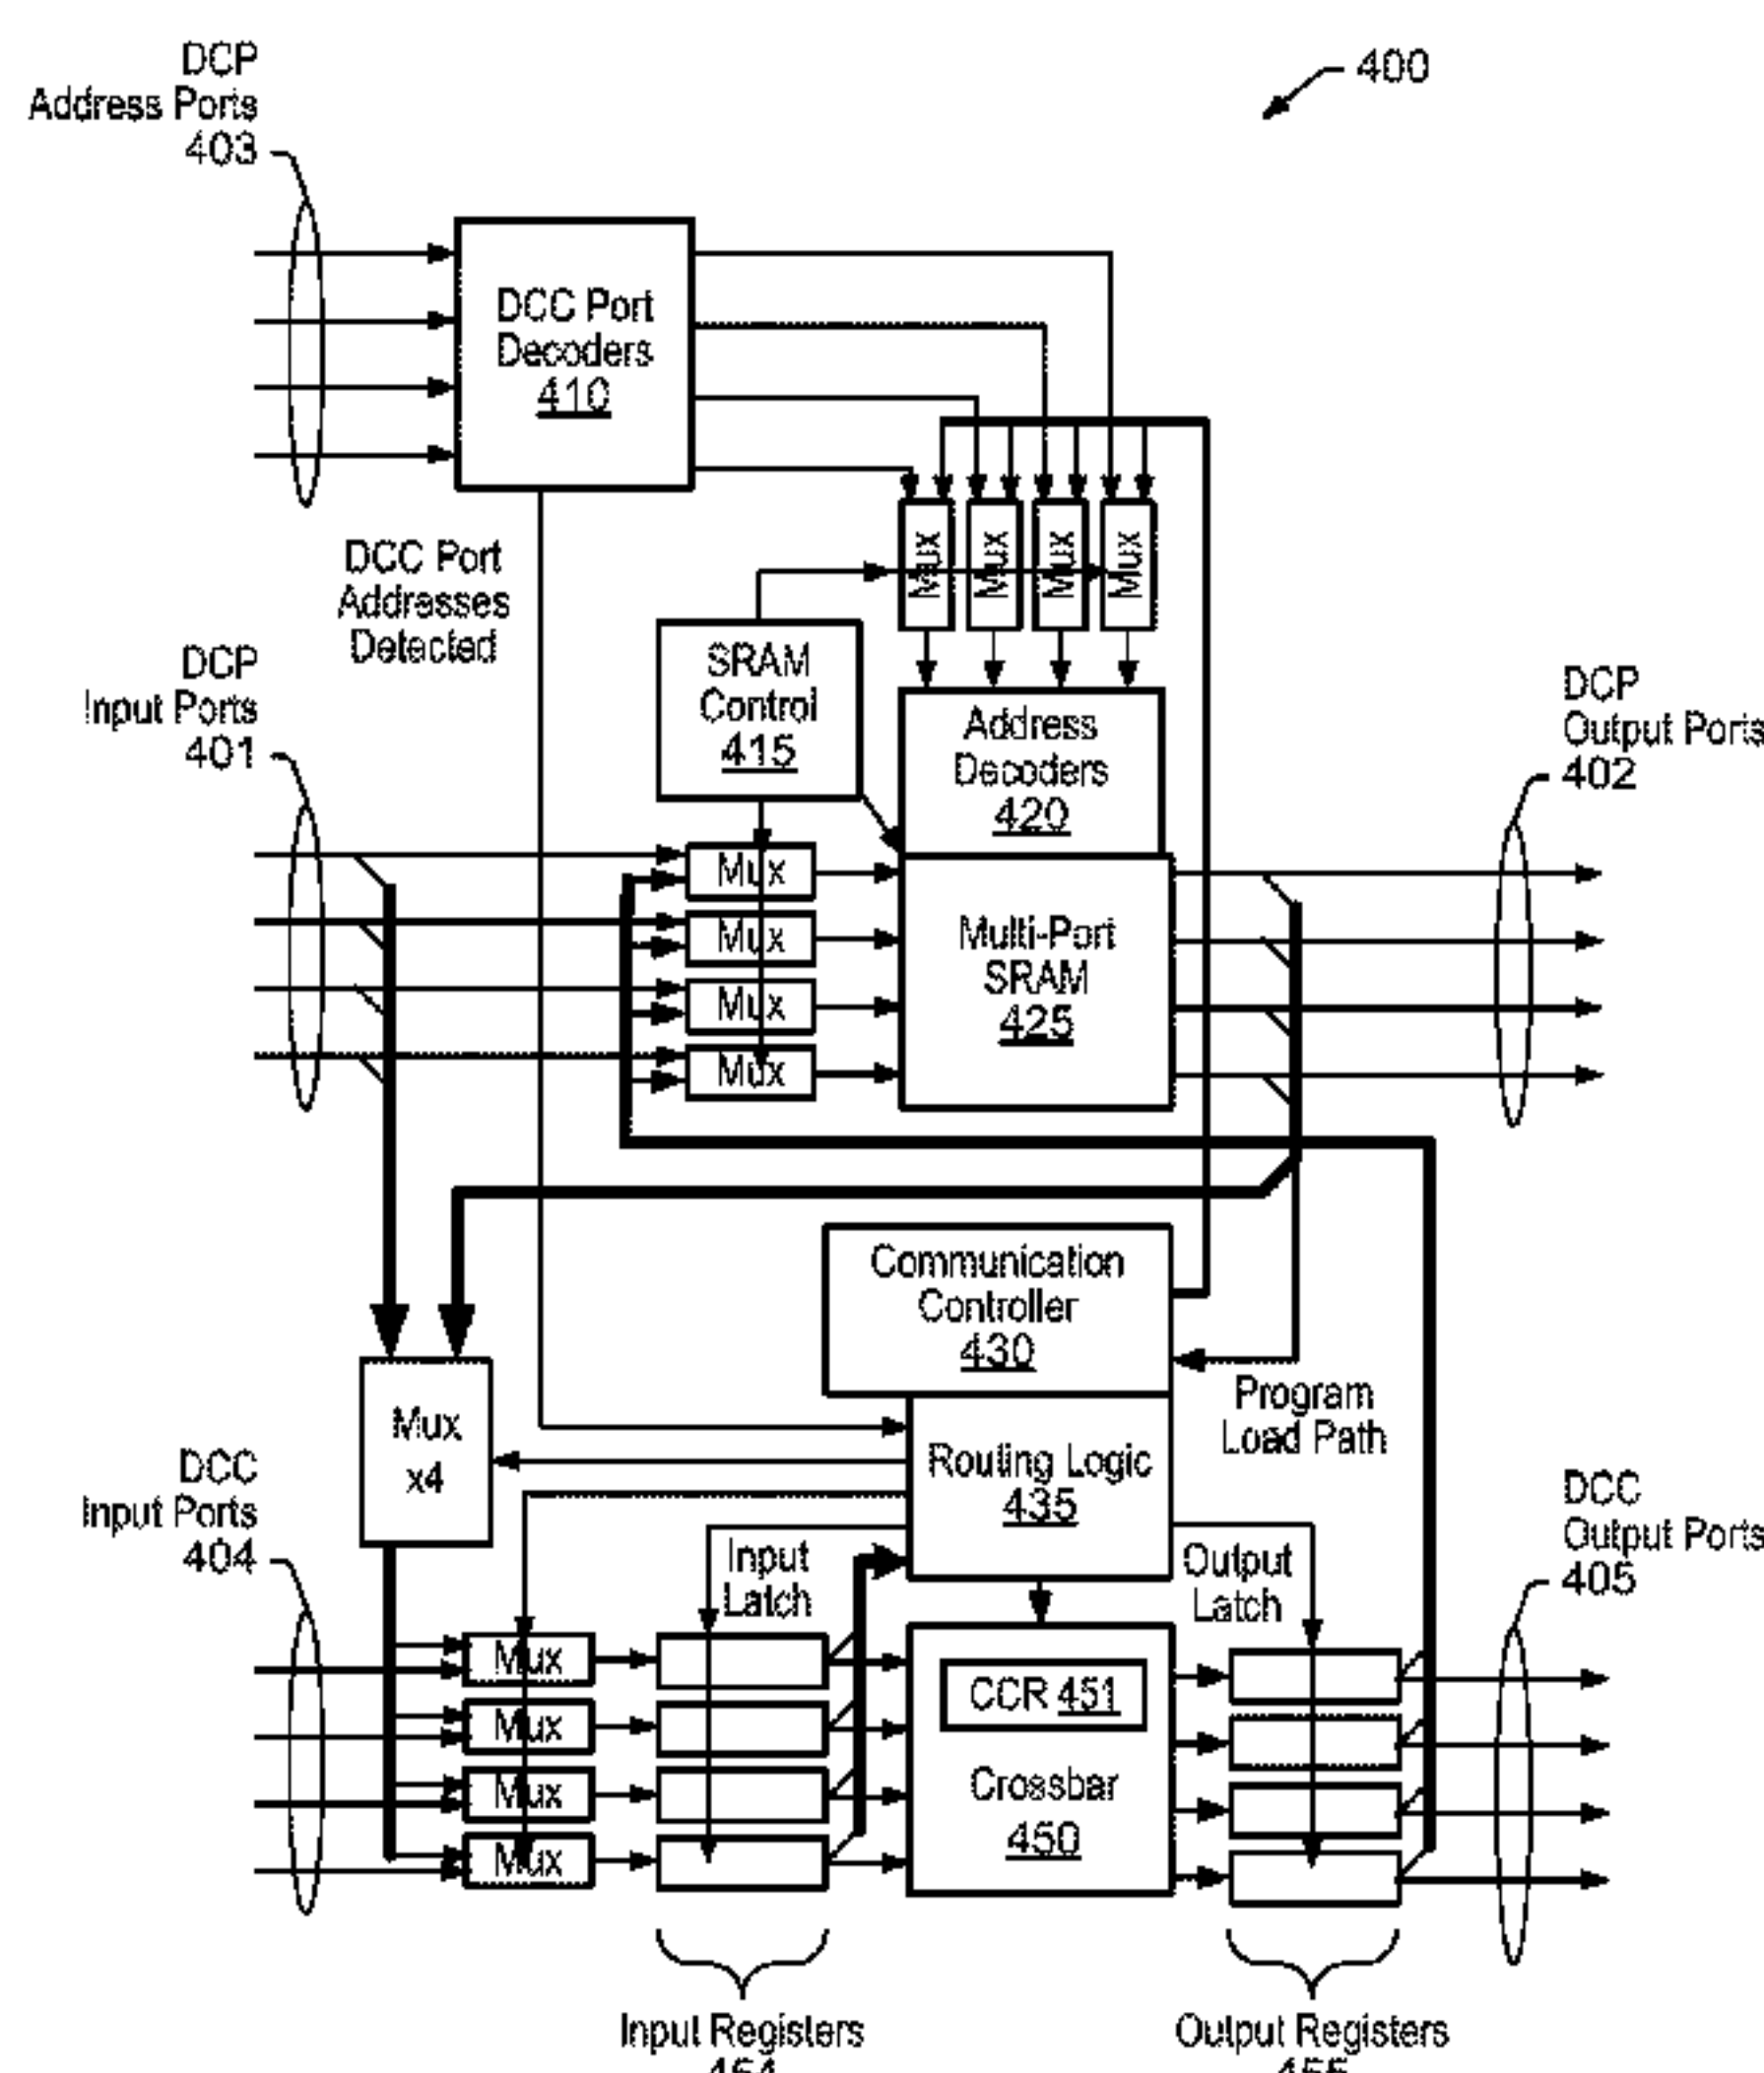 DCP
Address Ports
403
400
DCC Port
Decoders
410
Mux
Mux
Mux
Mux
DCC Port
Addresses
Detected
SRAM
Control
415
Address
Decoders
420
DCP
Input Ports
401
DCP
Output Ports
402
Mux
Mux
Mux
Mux
Multi-Port
SRAM
425
Communication
Controller
430
Program
Load Path
Mux
x4
Routing Logic
435
DCC
Input Ports
404
Input
Latch
Output
Latch
DCC
Output Ports
405
Mux
Mux
Mux
Mux
CCR 451
Crossbar
450
Input Registers
Output Registers